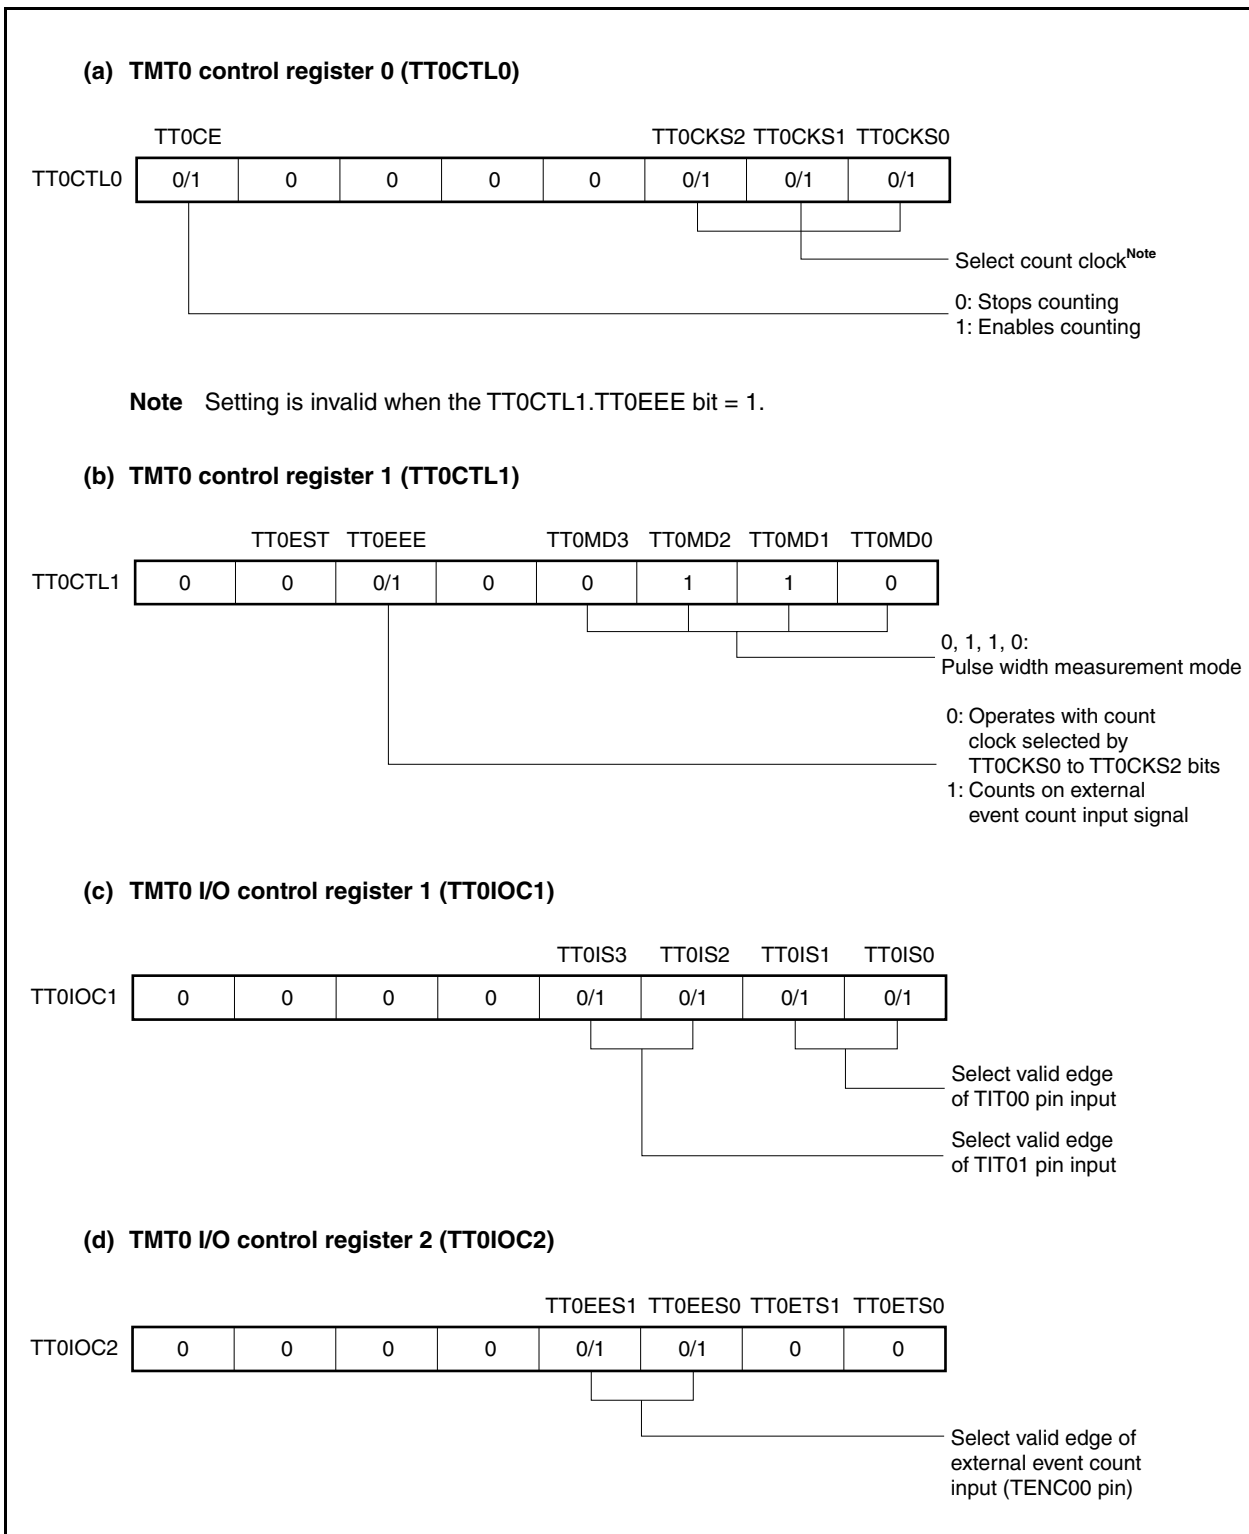 (a) TMT0 control register 0 (TT0CTL0)
TT0CE TT0CKS2 TT0CKS1 TT0CKS0
TT0CTL0 0/1 0 0 0 0 0/1 0/1 0/1
Select count clock^Note
0: Stops counting
1: Enables counting
Note Setting is invalid when the TT0CTL1.TT0EEE bit = 1.
(b) TMT0 control register 1 (TT0CTL1)
TT0EST TT0EEE TT0MD3 TT0MD2 TT0MD1 TT0MD0
TT0CTL1 0 0 0/1 0 0 1 1 0
0, 1, 1, 0:
Pulse width measurement mode
0: Operates with count
clock selected by
TT0CKS0 to TT0CKS2 bits
1: Counts on external
event count input signal
(c) TMT0 I/O control register 1 (TT0IOC1)
TT0IS3 TT0IS2 TT0IS1 TT0IS0
TT0IOC1 0 0 0 0 0/1 0/1 0/1 0/1
Select valid edge
of TIT00 pin input
Select valid edge
of TIT01 pin input
(d) TMT0 I/O control register 2 (TT0IOC2)
TT0EES1 TT0EES0 TT0ETS1 TT0ETS0
TT0IOC2 0 0 0 0 0/1 0/1 0 0
Select valid edge of
external event count
input (TENC00 pin)